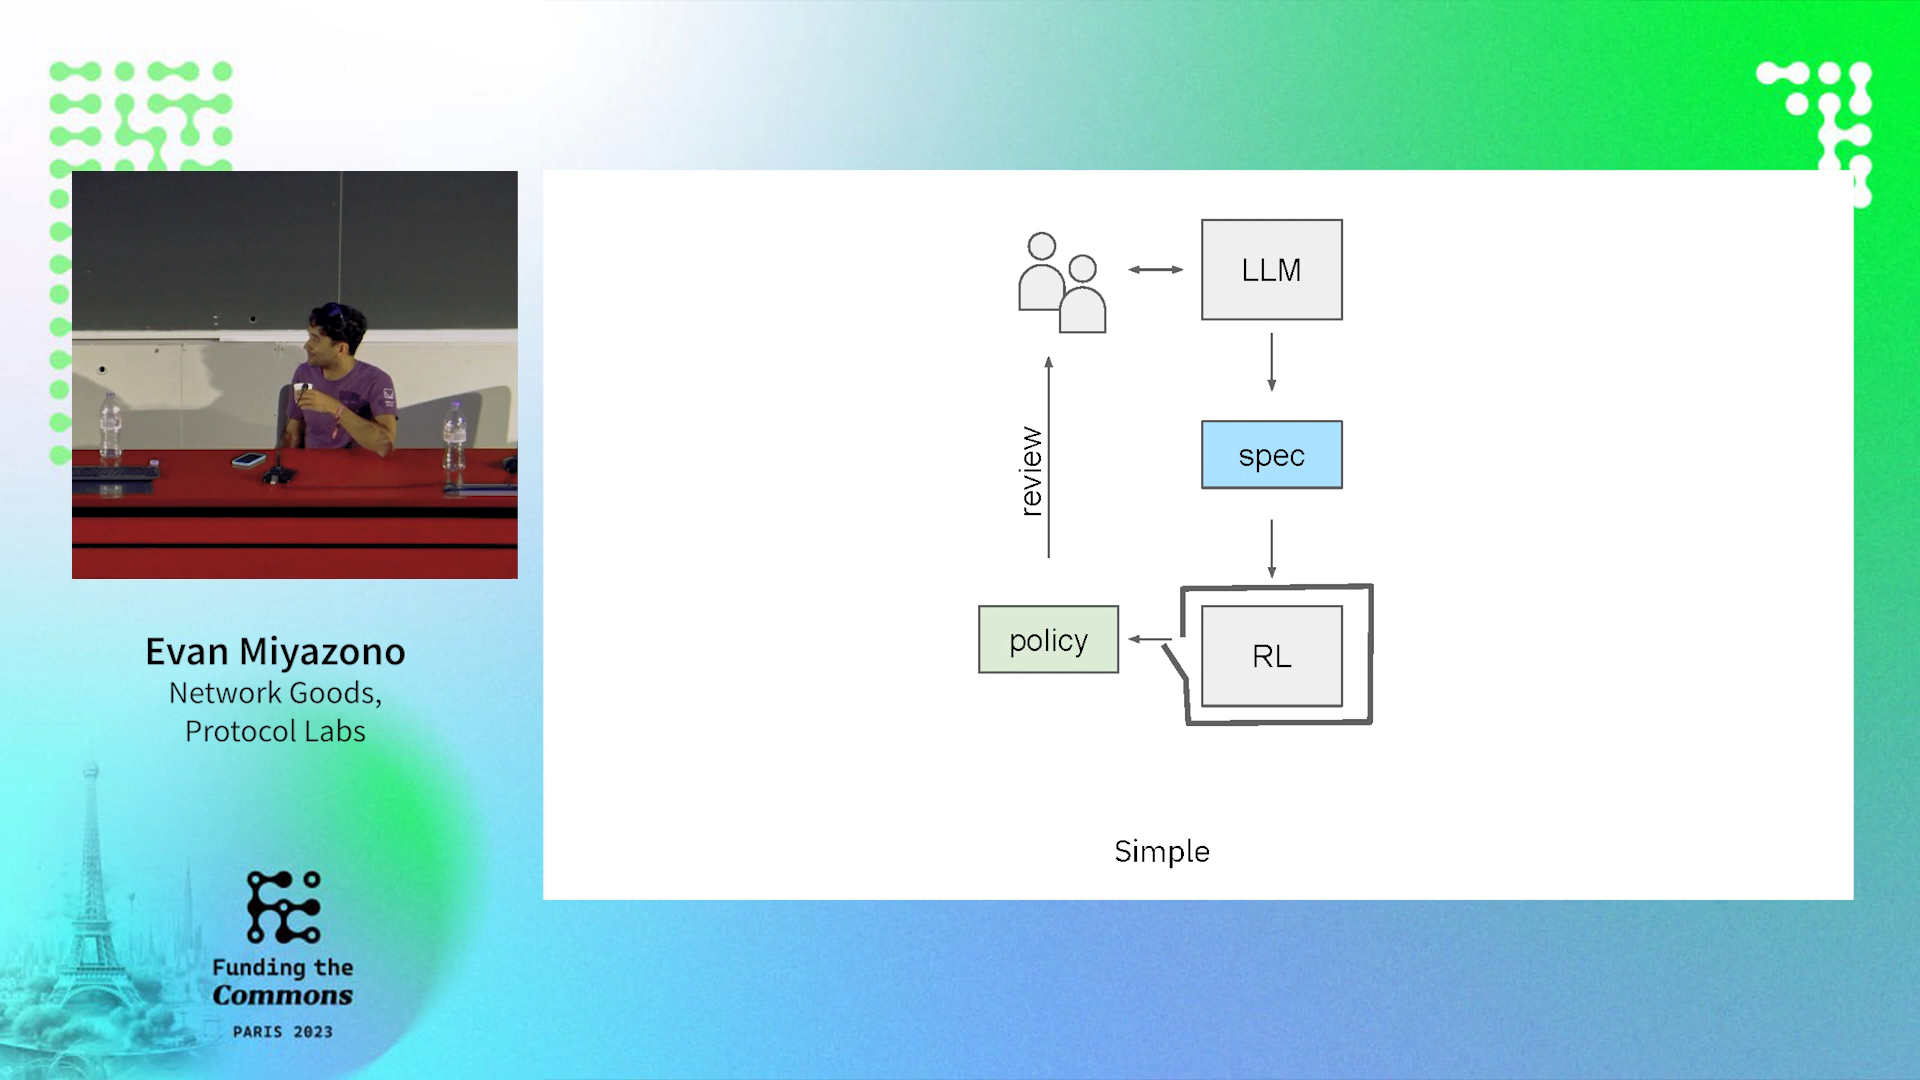 LLM
spec
review
policy
RL
Simple
Evan Miyazono
Network Goods,
Protocol Labs
Funding the
Commons
PARIS 2023